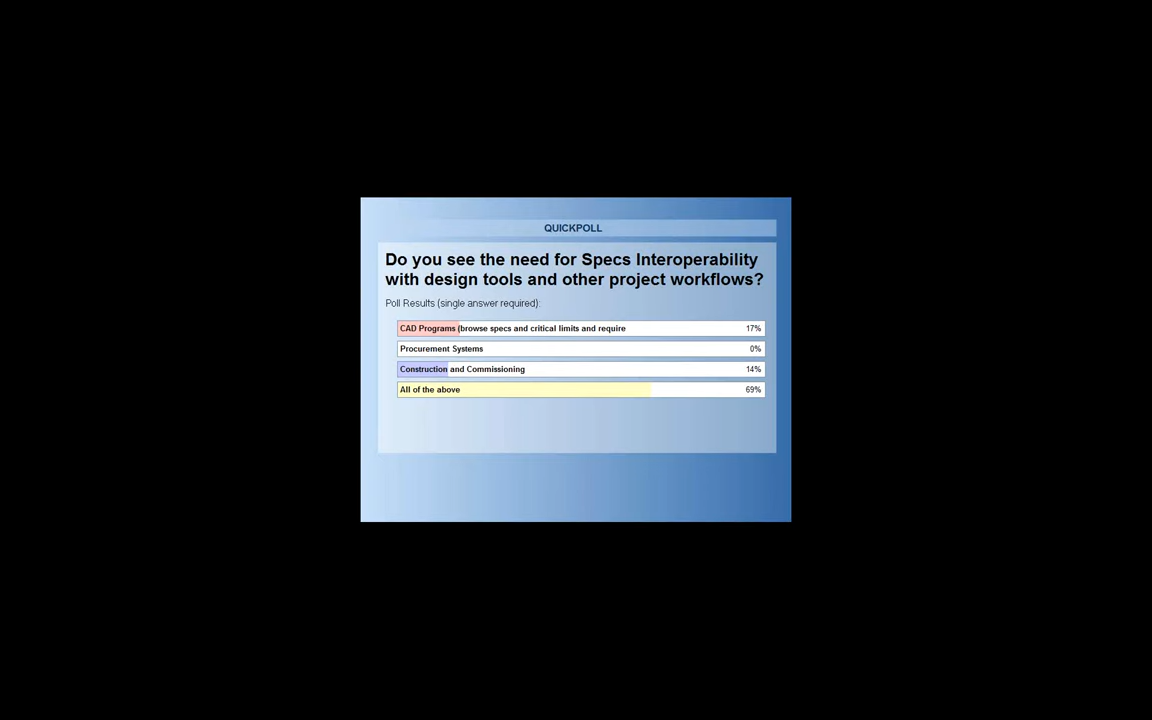 QUICKPOLL
Do you see the need for Specs Interoperability
with design tools and other project workflows?
Poll Results (single answer required):
CAD Programs (browse specs and critical limits and require 17%
Procurement Systems 0%
Construction and Commissioning 14%
All of the above 69%